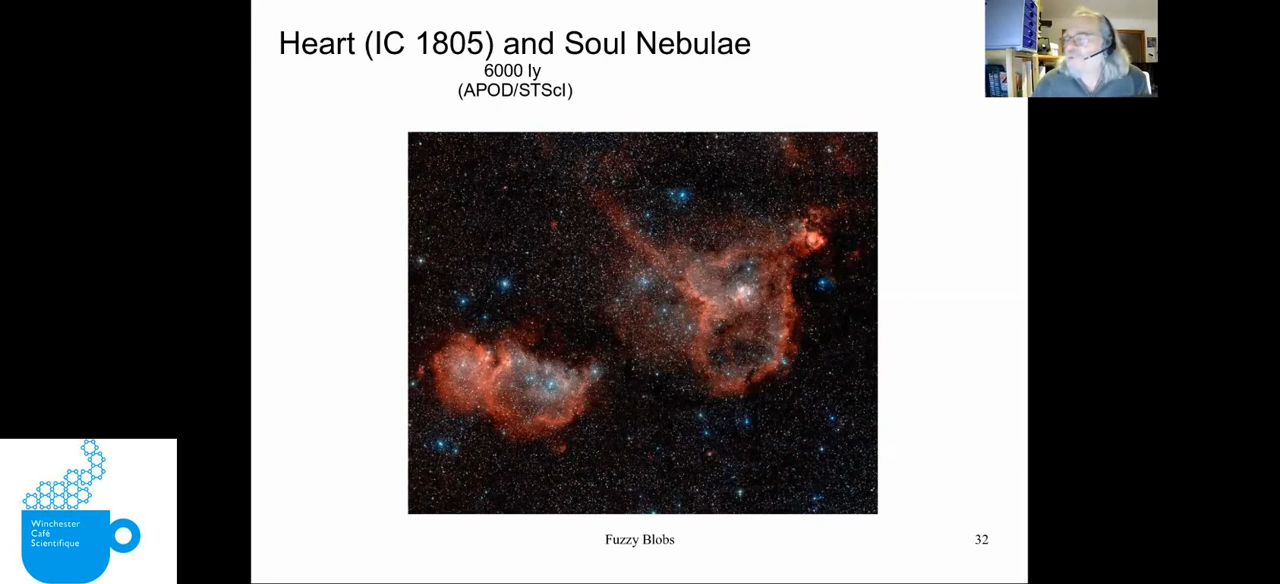 Heart (IC 1805) and Soul Nebulae
6000 ly
(APOD/STScI)
Winchester
Café
Scientifique
Fuzzy Blobs
32